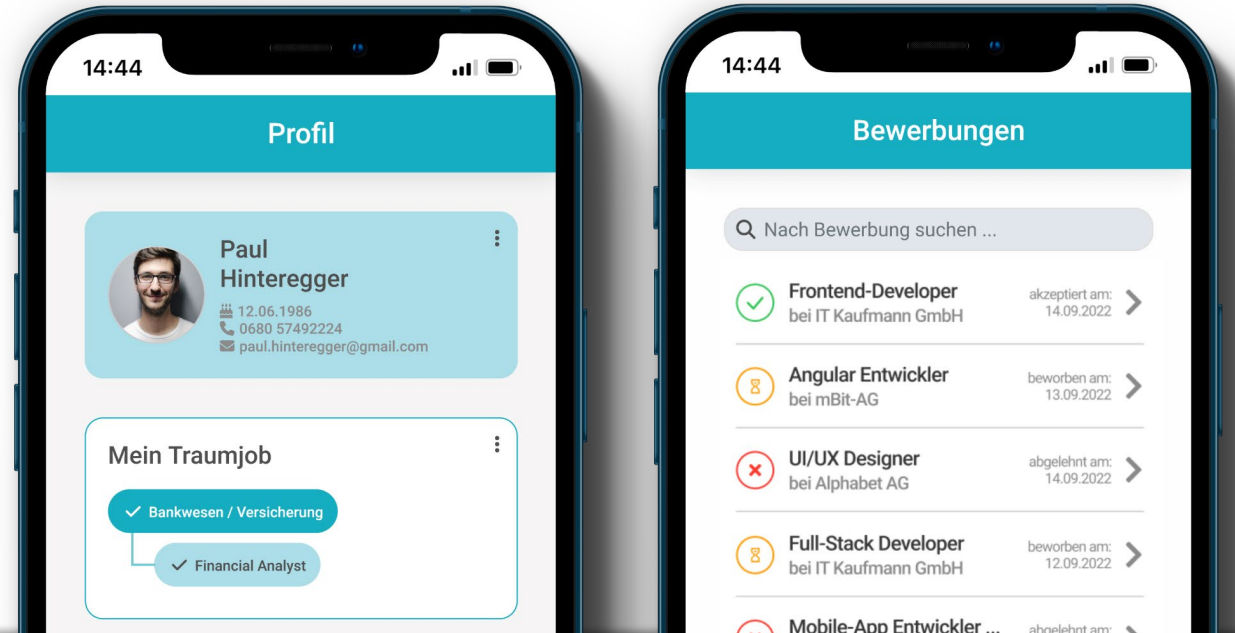 14:44
Profil
Paul
Hinteregger
12.06.1986
0680 57492224
paul.hinteregger@gmail.com
Mein Traumjob
Bankwesen / Versicherung
Financial Analyst
14:44
Bewerbungen
Nach Bewerbung suchen ...
Frontend-Developer
bei IT Kaufmann GmbH
akzeptiert am:
14.09.2022
Angular Entwickler
bei mBit-AG
beworben am:
13.09.2022
UI/UX Designer
bei Alphabet AG
abgelehnt am:
14.09.2022
Full-Stack Developer
bei IT Kaufmann GmbH
beworben am:
12.09.2022
Mobile-App Entwickler ...
abgelehnt am: